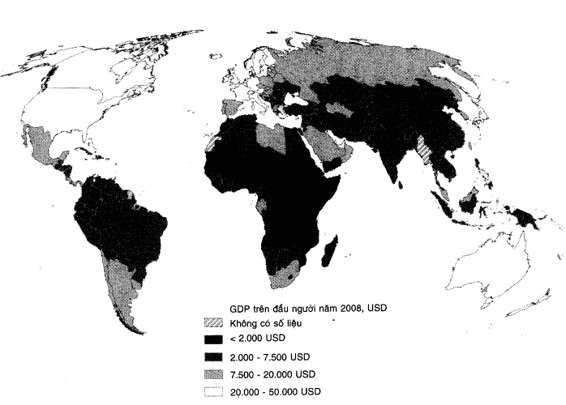 GDP trên đầu người năm 2008, USD
Không có số liệu
< 2.000 USD
2.000 - 7.500 USD
7.500 - 20.000 USD
20.000 - 50.000 USD